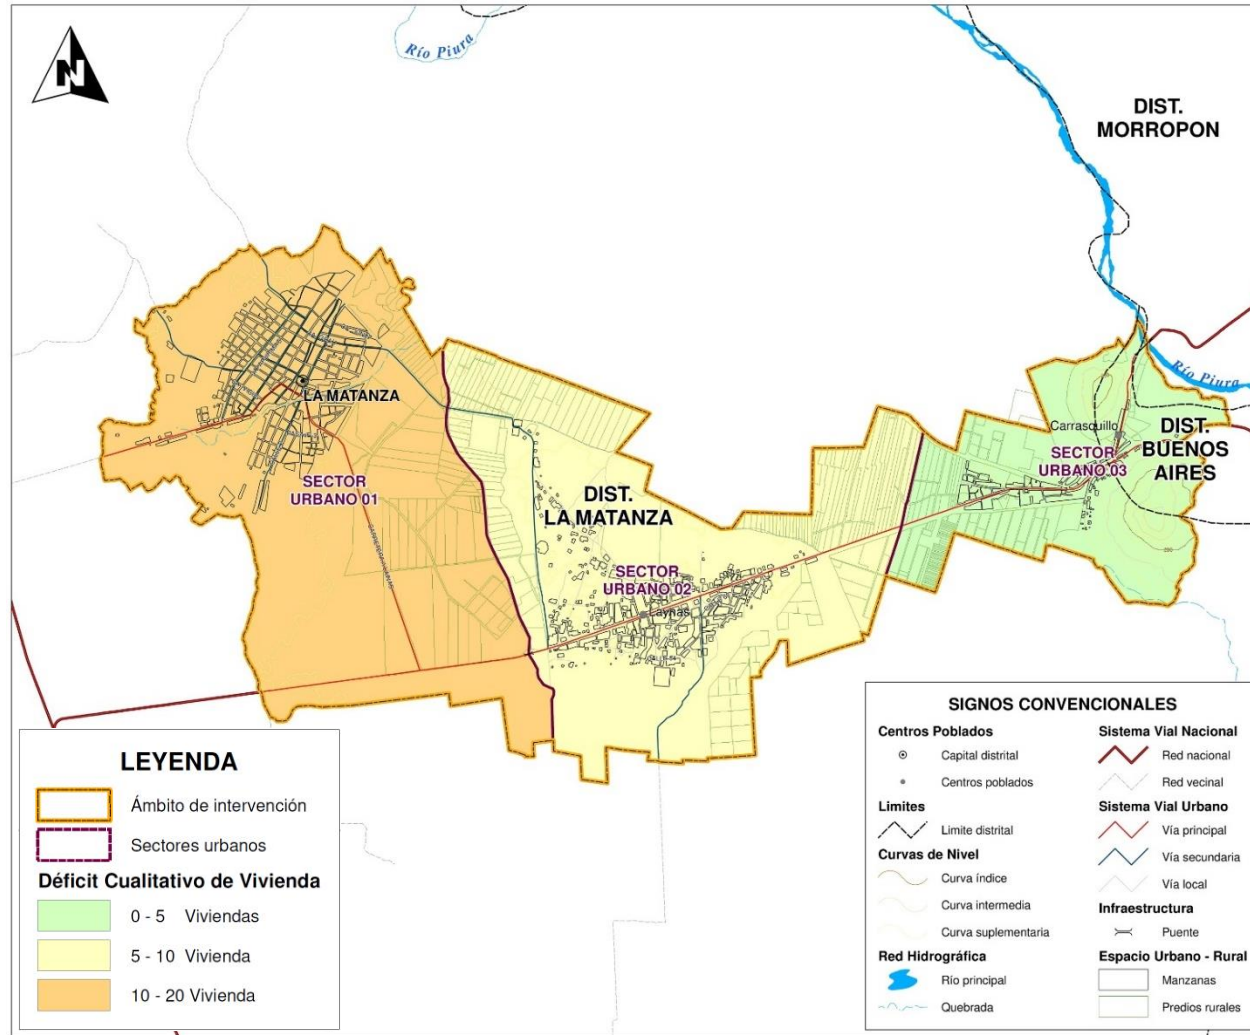 N
Río Piura
DIST.
MORROPON
Río Piura
LA MATANZA
SECTOR
URBANO 01
DIST.
LA MATANZA
SECTOR
URBANO 02
Laynas
Carrasquillo
SECTOR
URBANO 03
DIST.
BUENOS
AIRES
LEYENDA
Ámbito de intervención
Sectores urbanos
Déficit Cualitativo de Vivienda
0 - 5 Viviendas
5 - 10 Vivienda
10 - 20 Vivienda
SIGNOS CONVENCIONALES
Centros Poblados
Capital distrital
Centros poblados
Limites
Limite distrital
Curvas de Nivel
Curva índice
Curva intermedia
Curva suplementaria
Red Hidrográfica
Río principal
Quebrada
Sistema Vial Nacional
Red nacional
Red vecinal
Sistema Vial Urbano
Vía principal
Vía secundaria
Vía local
Infraestructura
Puente
Espacio Urbano - Rural
Manzanas
Predios rurales